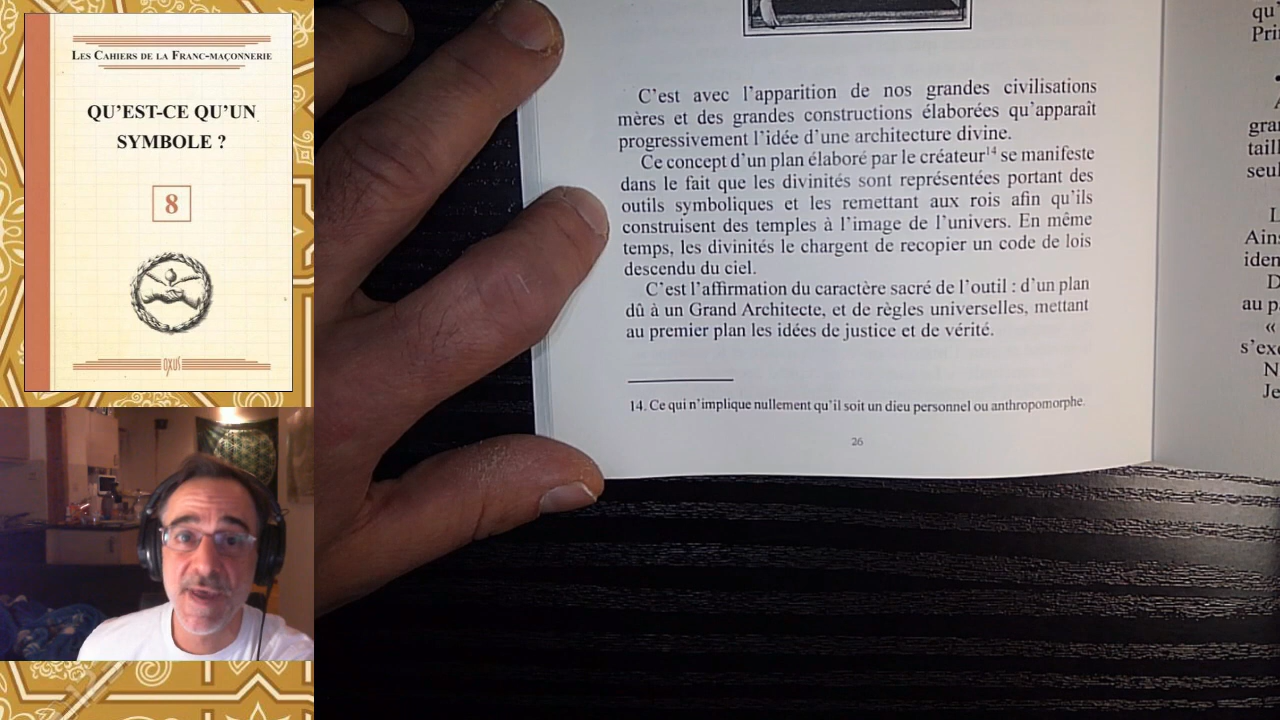 LES CAHIERS DE LA FRANC-MAÇONNERIE
QU'EST-CE QU'UN
SYMBOLE ?
8
OXUS
C'est avec l'apparition de nos grandes civilisations
mères et des grandes constructions élaborées qu'apparaît
progressivement l'idée d'une architecture divine.
Ce concept d'un plan élaboré par le créateur14 se manifeste
dans le fait que les divinités sont représentées portant des
outils symboliques et les remettant aux rois afin qu'ils
construisent des temples à l'image de l'univers. En même
temps, les divinités le chargent de recopier un code de lois
descendu du ciel.
C'est l'affirmation du caractère sacré de l'outil : d'un plan
dû à un Grand Architecte, et de règles universelles, mettant
au premier plan les idées de justice et de vérité.
14. Ce qui n'implique nullement qu'il soit un dieu personnel ou anthropomorphe.
26